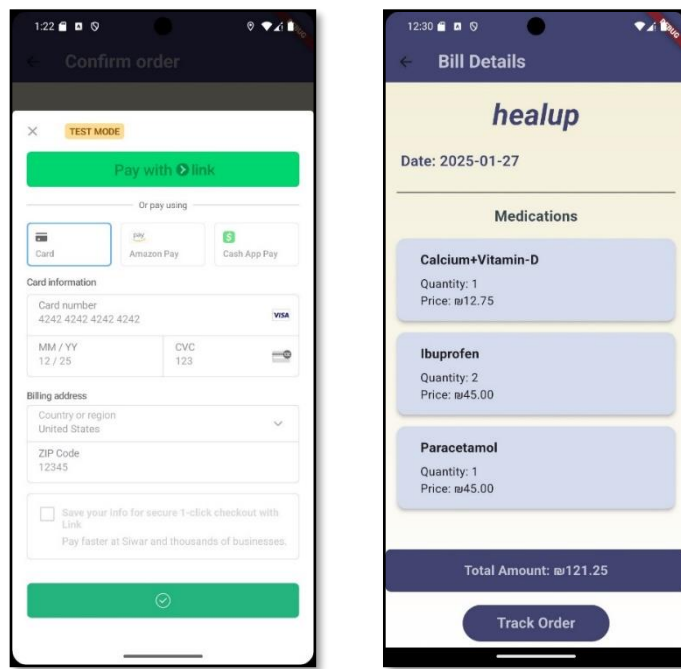 1:22
Confirm order
TEST MODE
Pay with link
Or pay using
Card
pay
Amazon Pay
$
Cash App Pay
Card information
Card number
4242 4242 4242 4242
VISA
MM / YY
12 / 25
CVC
123
Billing address
Country or region
United States
ZIP Code
12345
Save your info for secure 1-click checkout with
Link
Pay faster at Siwar and thousands of businesses.
12:30
Bill Details
healup
Date: 2025-01-27
Medications
Calcium+Vitamin-D
Quantity: 1
Price: ₪12.75
Ibuprofen
Quantity: 2
Price: ₪45.00
Paracetamol
Quantity: 1
Price: ₪45.00
Total Amount: ₪121.25
Track Order